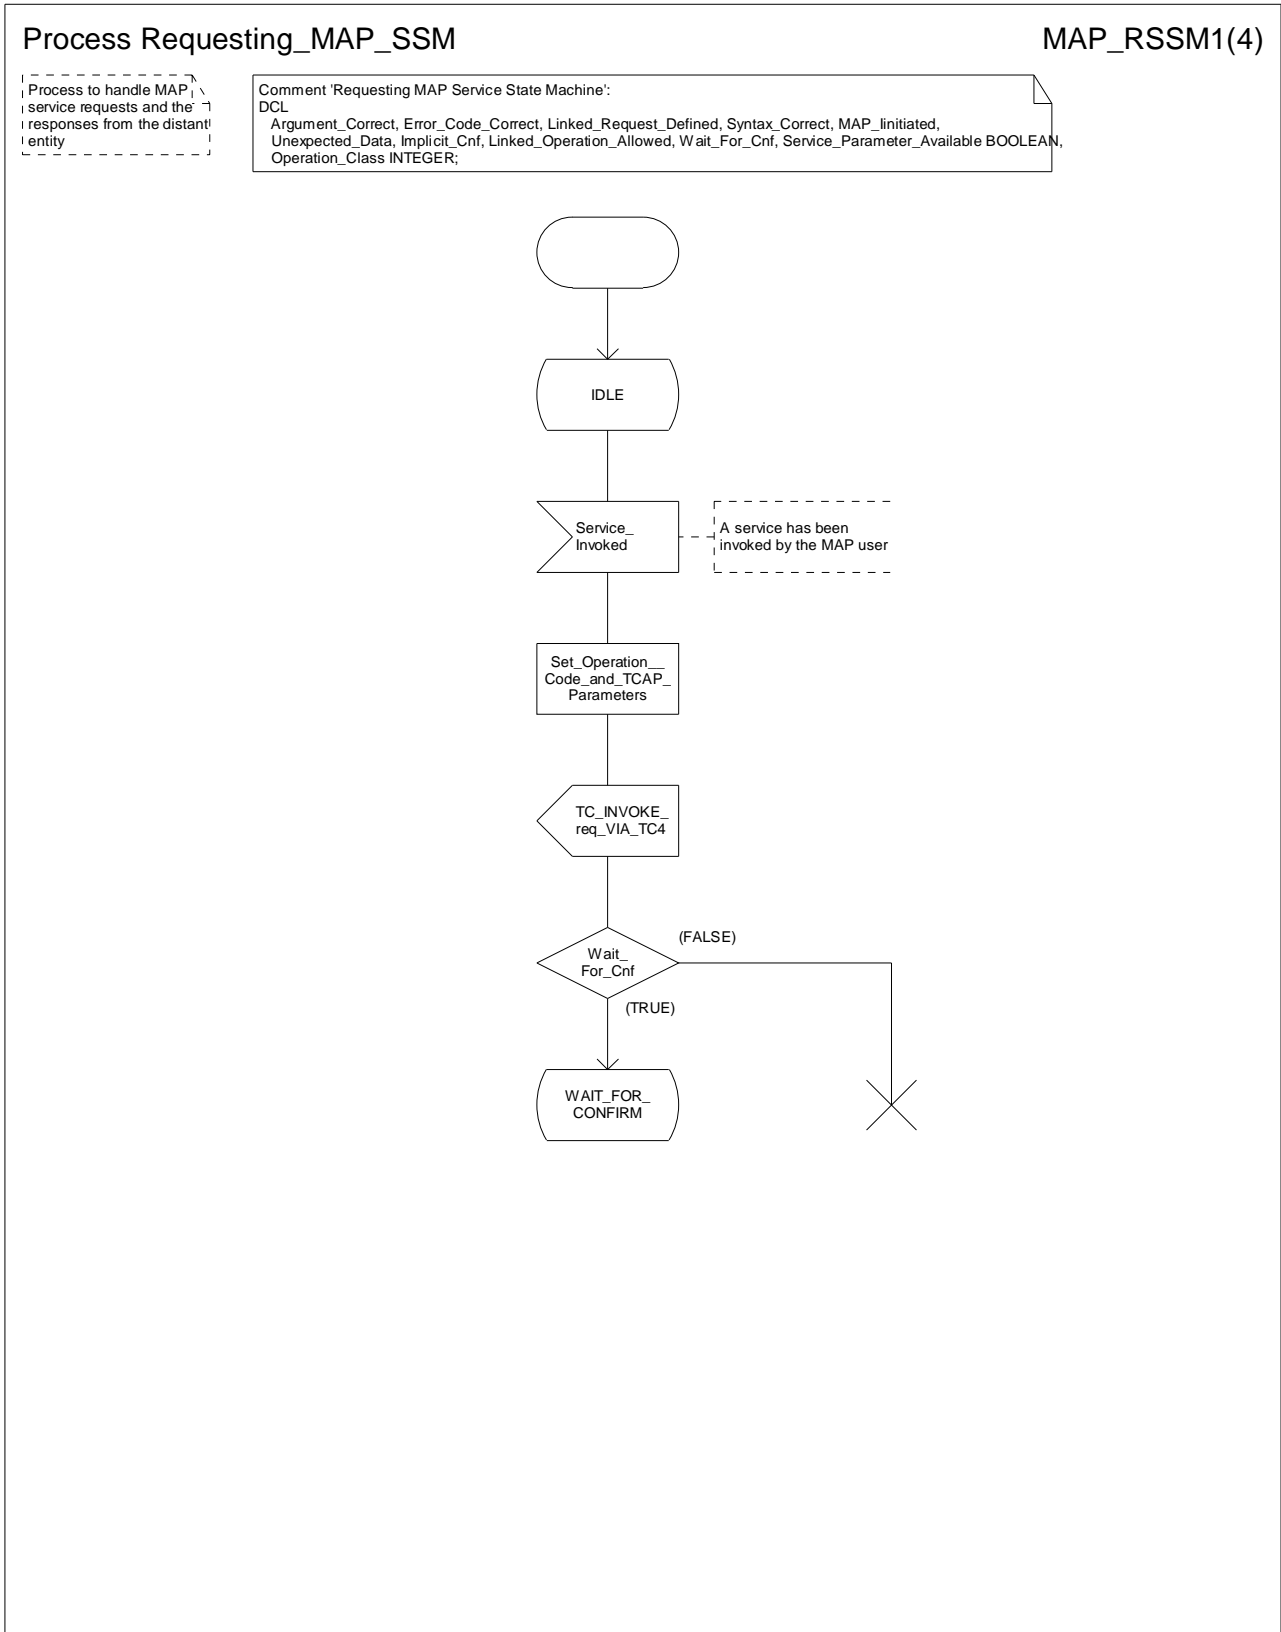 Process Requesting_MAP_SSM
MAP_RSSM1(4)
Process to handle MAP
service requests and the
responses from the distant
entity
Comment 'Requesting MAP Service State Machine':
DCL
Argument_Correct, Error_Code_Correct, Linked_Request_Defined, Syntax_Correct, MAP_Iinitiated,
Unexpected_Data, Implicit_Cnf, Linked_Operation_Allowed, Wait_For_Cnf, Service_Parameter_Available BOOLEAN,
Operation_Class INTEGER;
IDLE
Service_
Invoked
A service has been
invoked by the MAP user
Set_Operation__
Code_and_TCAP_
Parameters
TC_INVOKE_
req_VIA_TC4
Wait_
For_Cnf
(FALSE)
(TRUE)
WAIT_FOR_
CONFIRM